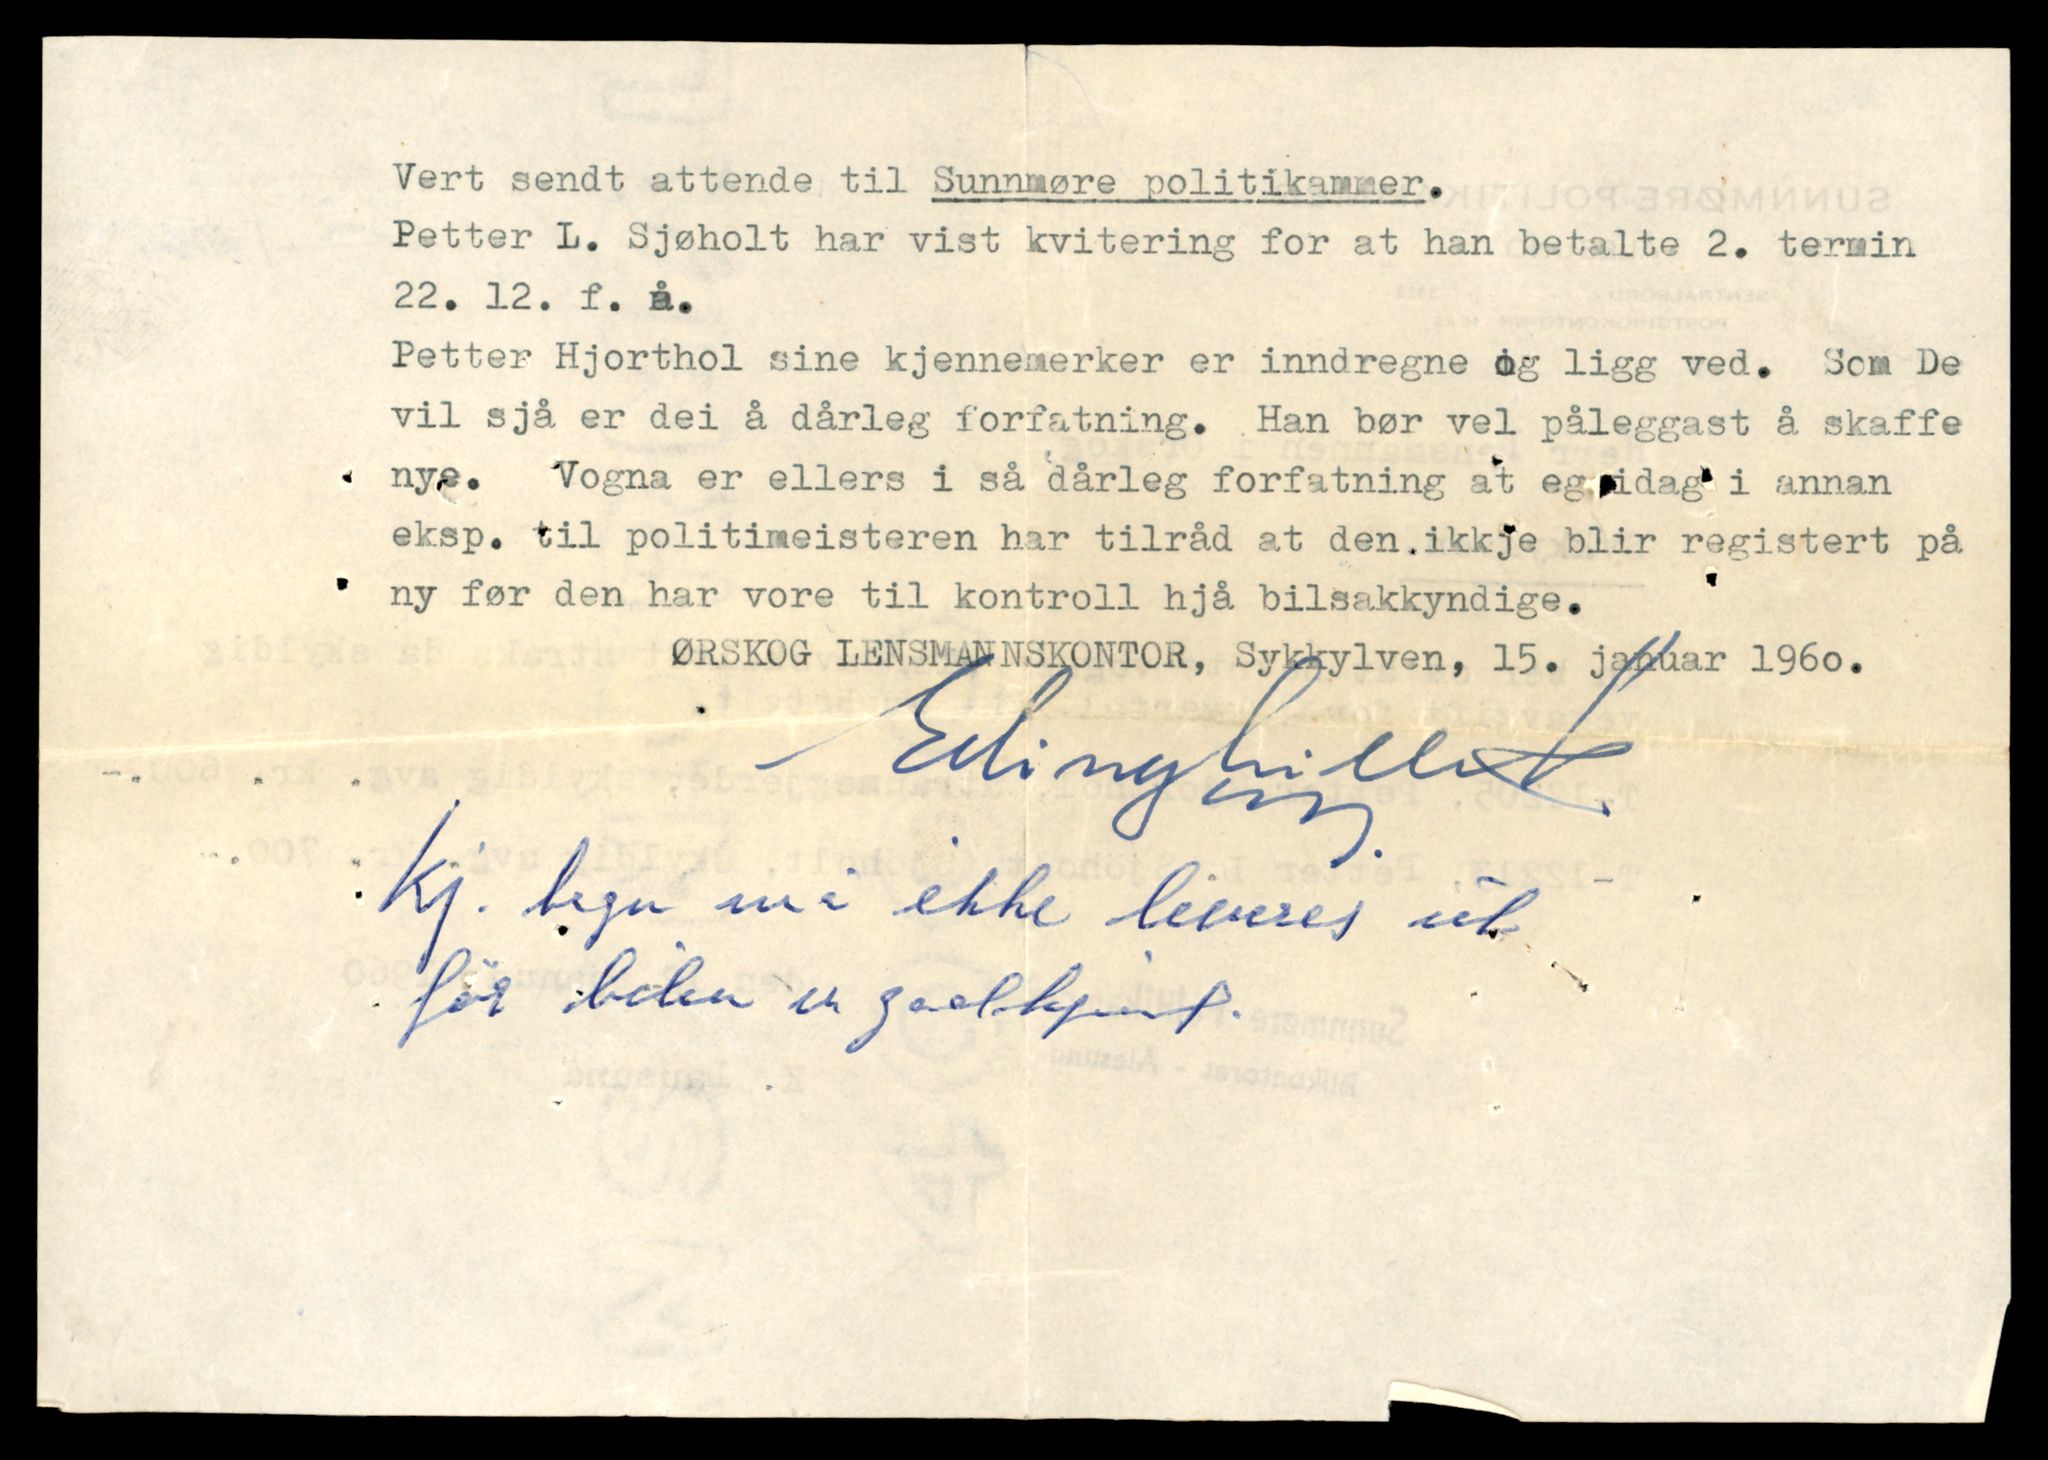 Vert sendt attende til Sunnmøre politikammer.
Petter L. Sjøholt har vist kvitering for at han betalte 2. termin
22. 12. f. å.
Petter Hjorthol sine kjennemerker er inndregne og ligg ved. Som De
vil sjå er dei å dårleg forfatning. Han bør vel påleggast å skaffe
nye. Vogna er ellers i så dårleg forfatning at eg idag i annan
eksp. til politimeisteren har tilråd at den ikkje blir registert på
ny før den har vore til kontroll hjå bilsakkyndige.
ØRSKOG LENSMANNSKONTOR, Sykkylven, 15. januar 1960.
Kj. tegn må ikke leveres ut
før bilen er godkjent.